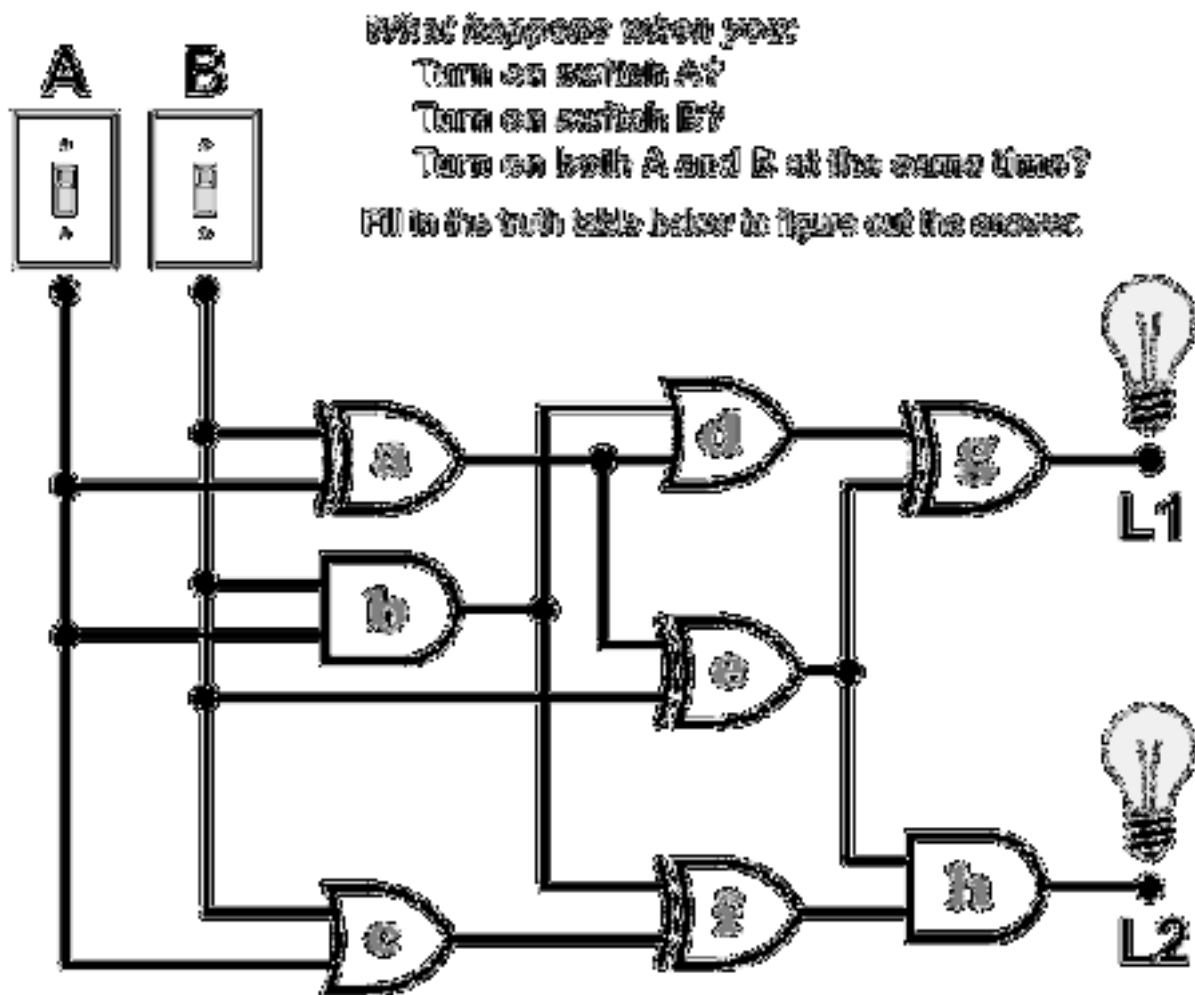 What happens when you:
Turn on switch A?
Turn on switch B?
Turn on both A and B at the same time?
Fill in the truth table below to figure out the answer.
A B
a
b
c
d
e
f
g
h
L1
L2